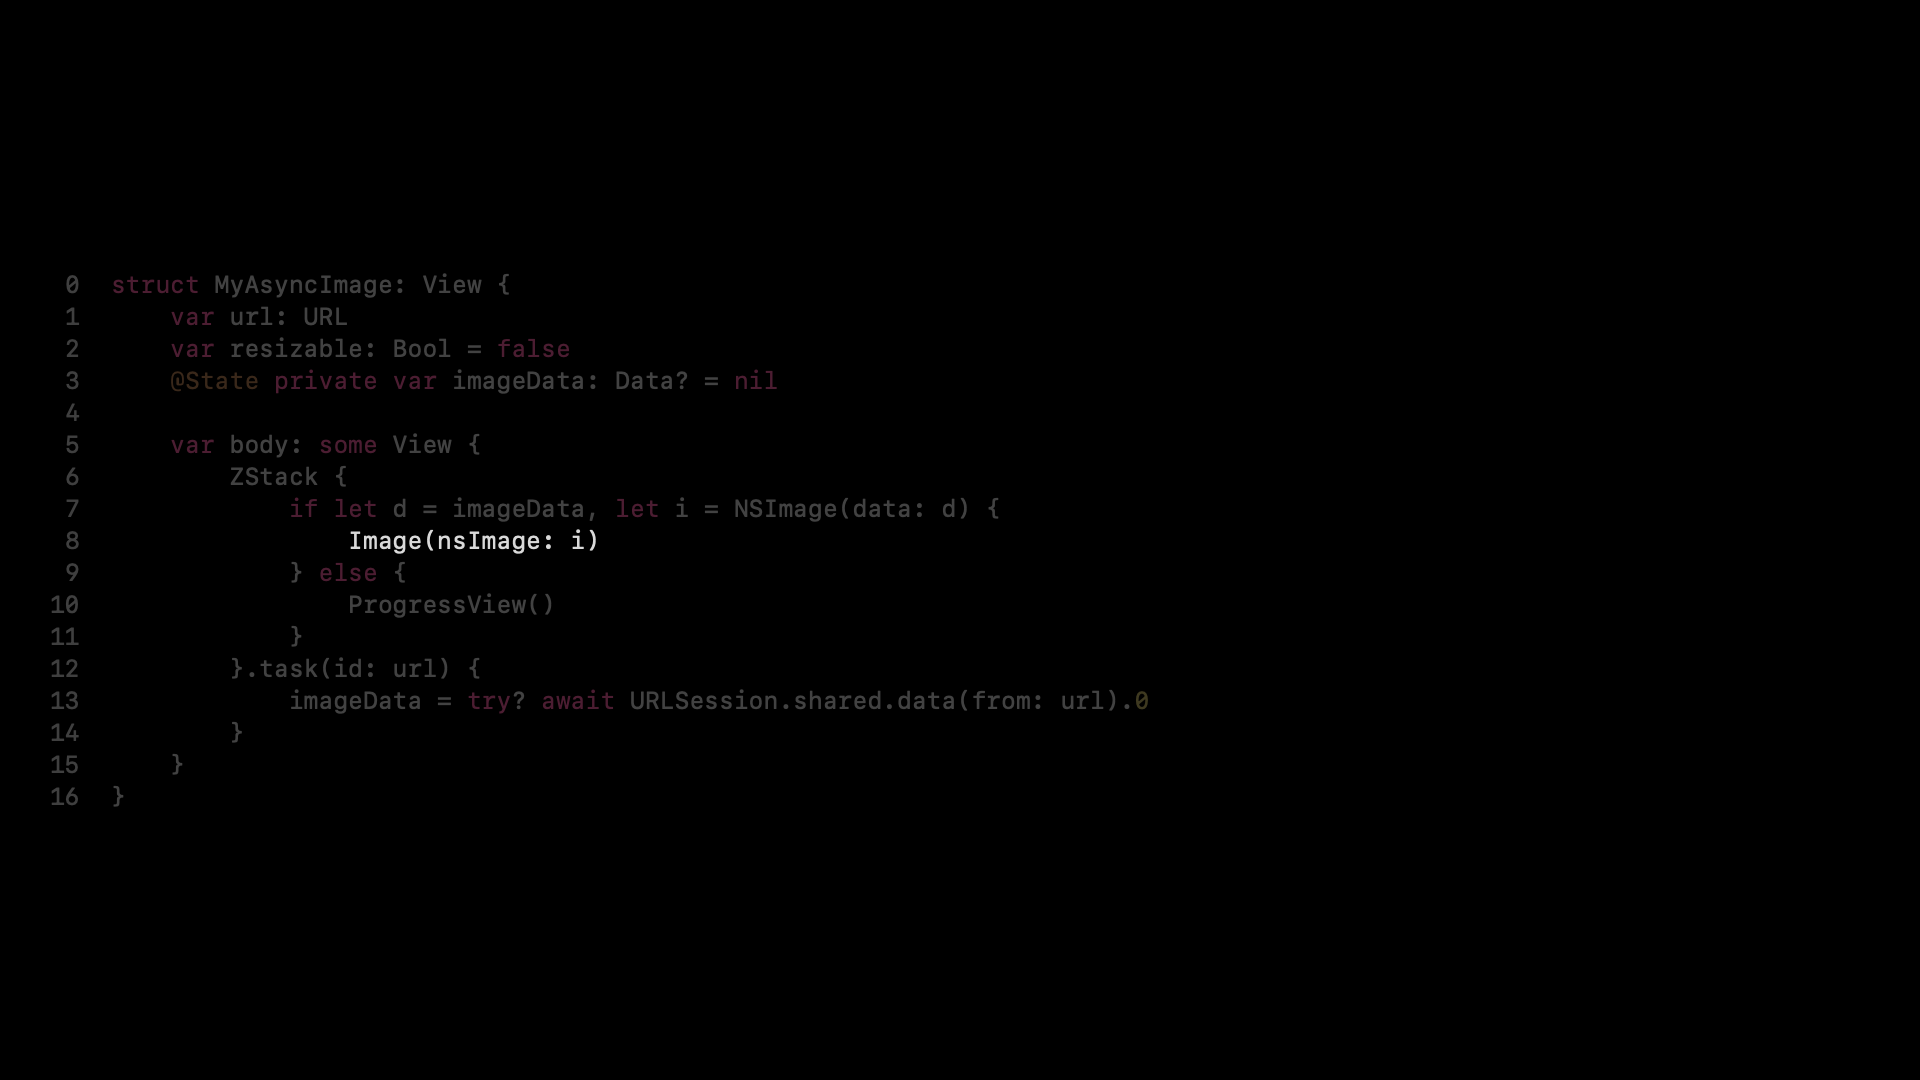 0 struct MyAsyncImage: View {
1     var url: URL
2     var resizable: Bool = false
3     @State private var imageData: Data? = nil
4
5     var body: some View {
6         ZStack {
7             if let d = imageData, let i = NSImage(data: d) {
8                 Image(nsImage: i)
9             } else {
10                 ProgressView()
11             }
12         }.task(id: url) {
13             imageData = try? await URLSession.shared.data(from: url).0
14         }
15     }
16 }